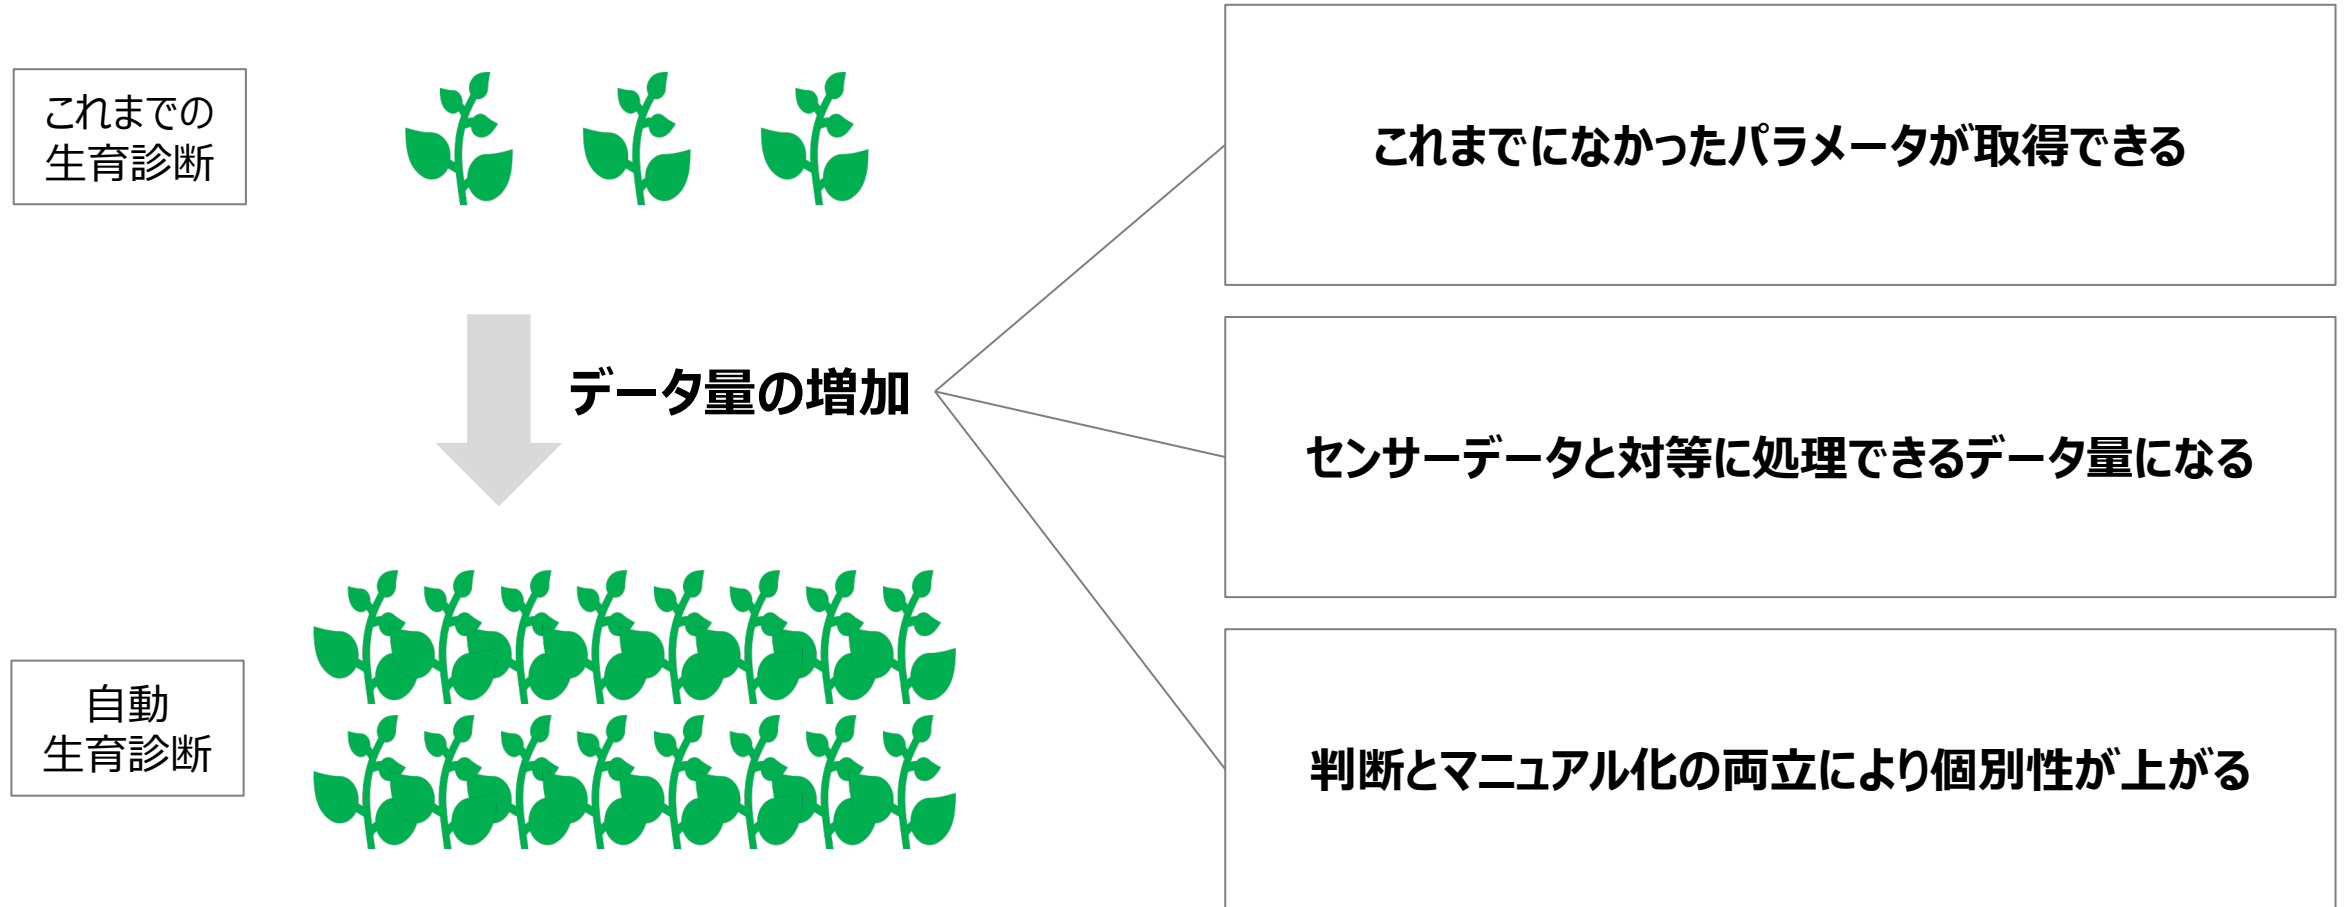 これまでの
生育診断
データ量の増加
自動
生育診断
これまでになかったパラメータが取得できる
センサーデータと対等に処理できるデータ量になる
判断とマニュアル化の両立により個別性が上がる